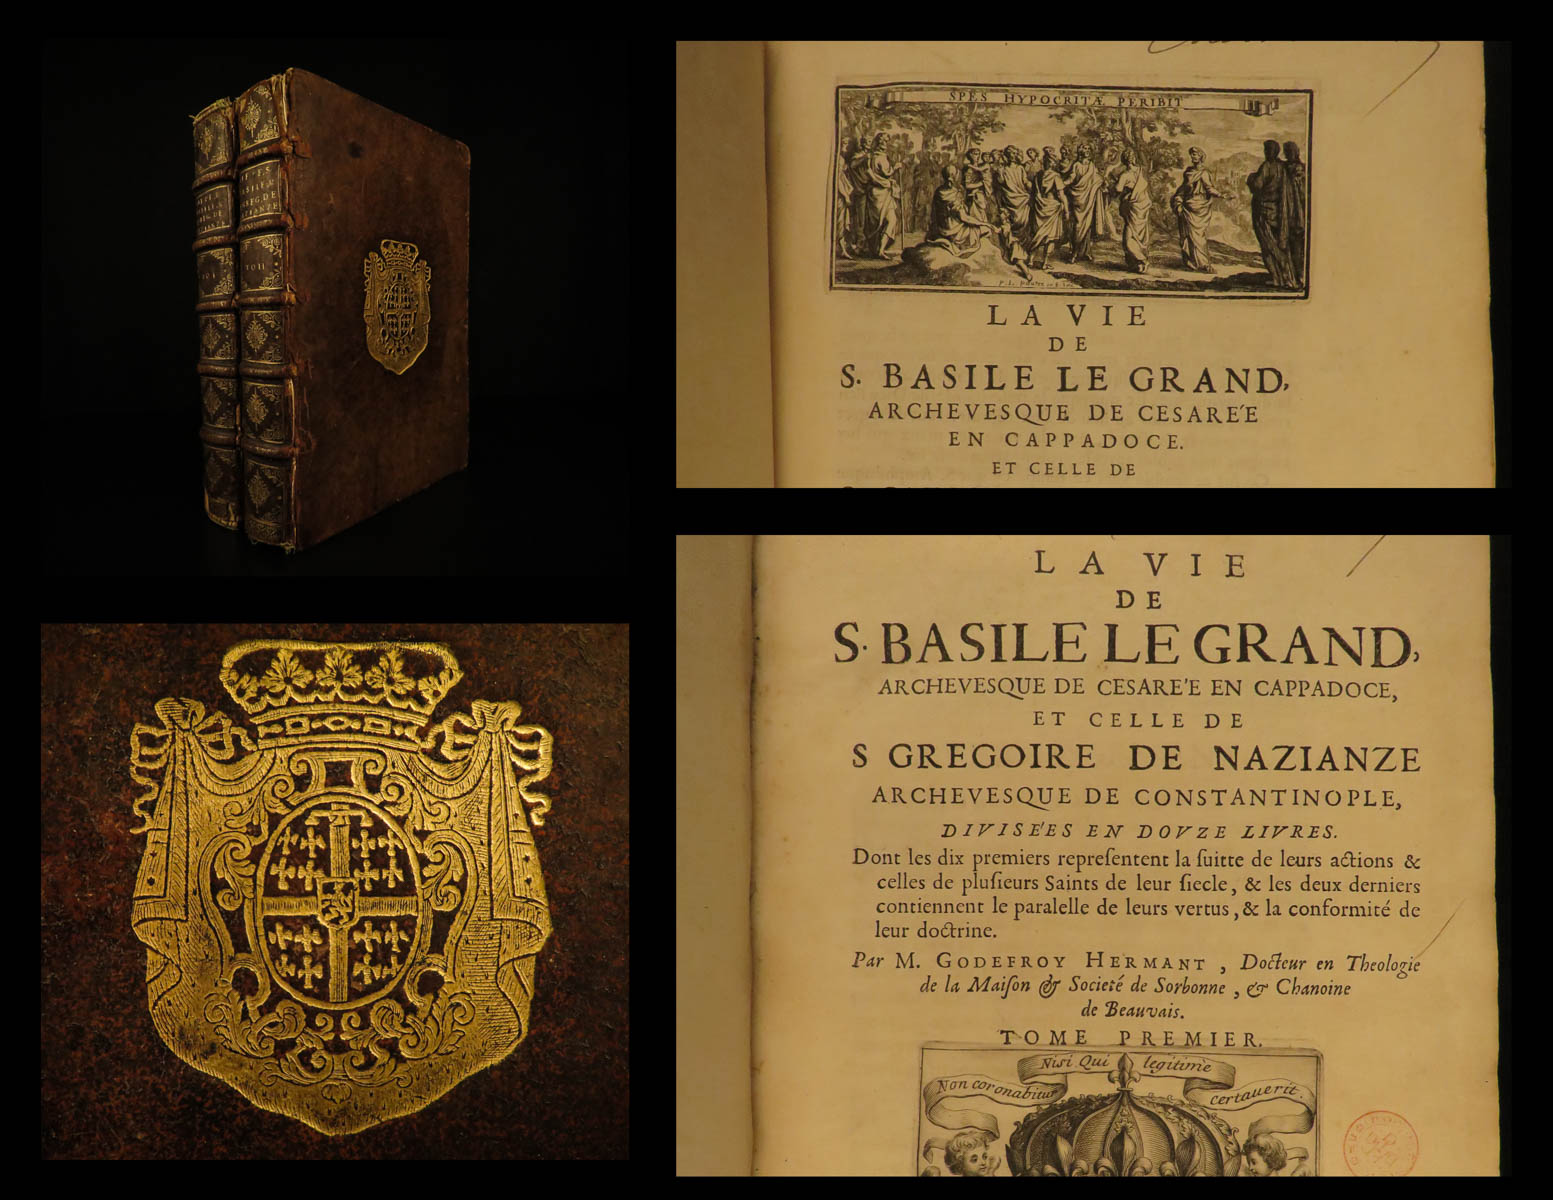 TO II
SPES HYPOCRITÆ PERIBIT
LA VIE
DE
S. BASILE LE GRAND,
ARCHEVESQUE DE CESARE'E
EN CAPPADOCE.
ET CELLE DE
LA VIE
DE
S. BASILE LE GRAND,
ARCHEVESQUE DE CESARE'E EN CAPPADOCE,
ET CELLE DE
S GREGOIRE DE NAZIANZE
ARCHEVESQUE DE CONSTANTINOPLE,
DIVISE'ES EN DOVZE LIVRES.
Dont les dix premiers repreſentent la ſuitte de leurs actions &
celles de pluſieurs Saints de leur ſiecle, & les deux derniers
contiennent le paralelle de leurs vertus, & la conformité de
leur doctrine.
Par M. GODEFROY HERMANT, Docteur en Theologie
de la Maiſon & Societé de Sorbonne, & Chanoine
de Beauvais.
TOME PREMIER.
Non coronabitur Nisi Qui legitimè certauerit.